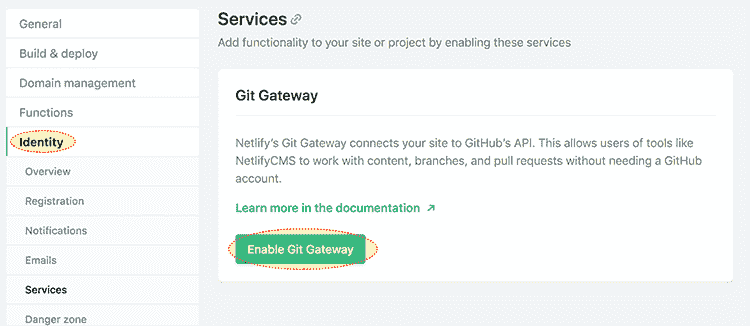 General
Build & deploy
Domain management
Functions
Identity
Overview
Registration
Notifications
Emails
Services
Danger zone
Services
Add functionality to your site or project by enabling these services
Git Gateway
Netlify's Git Gateway connects your site to GitHub's API. This allows users of tools like
NetlifyCMS to work with content, branches, and pull requests without needing a GitHub
account.
Learn more in the documentation ↗
Enable Git Gateway